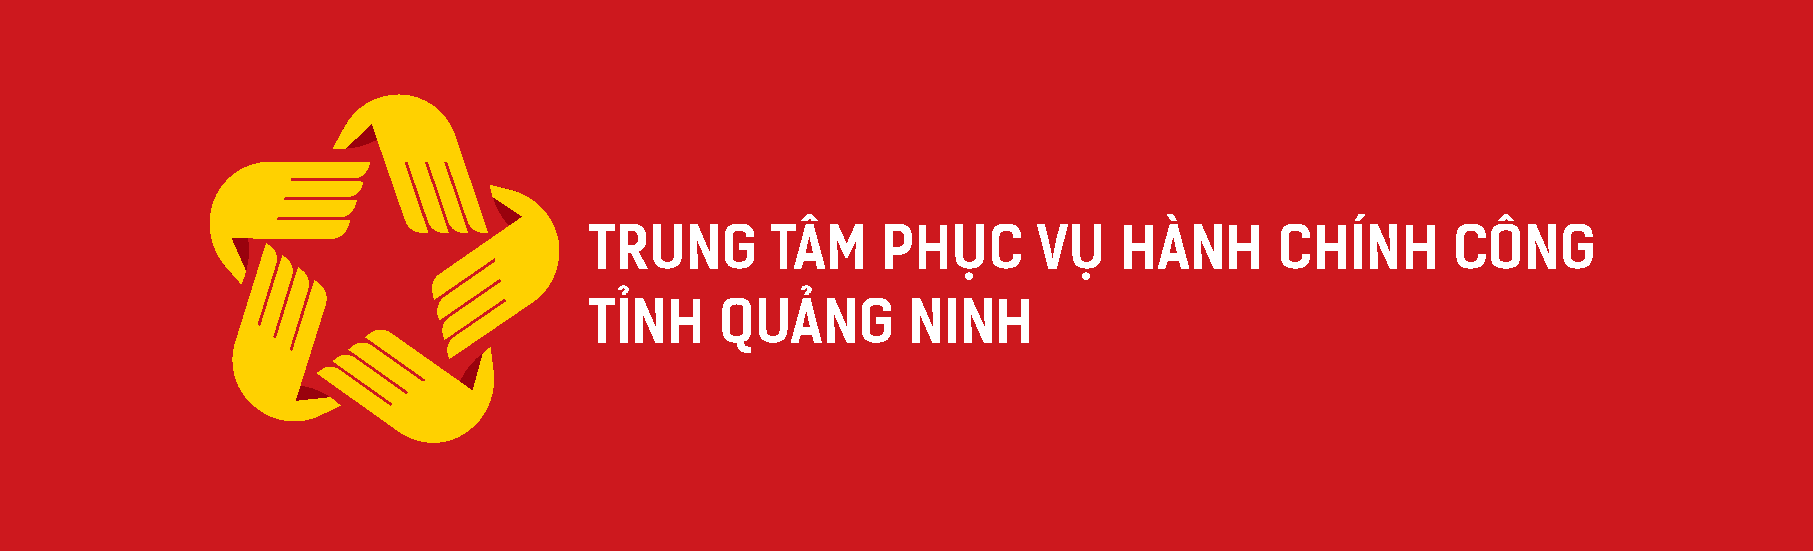 TRUNG TÂM PHỤC VỤ HÀNH CHÍNH CÔNG
TỈNH QUẢNG NINH